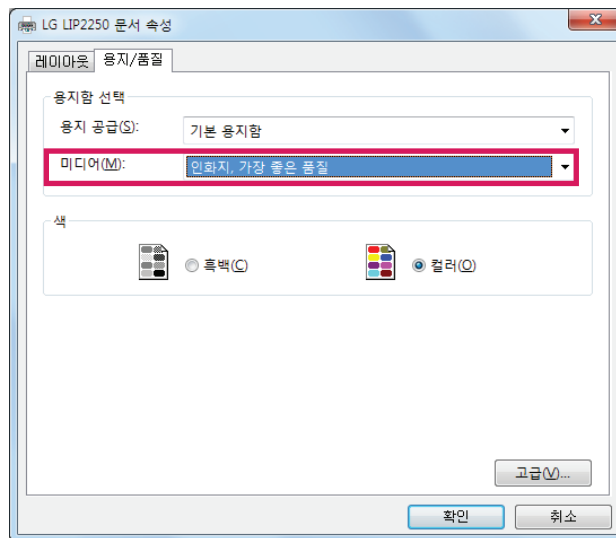 LG LIP2250 문서 속성
레이아웃 용지/품질
용지함 선택
용지 공급(S): 기본 용지함
미디어(M): 인화지, 가장 좋은 품질
색
흑백(C) 컬러(O)
고급(V)...
확인 취소